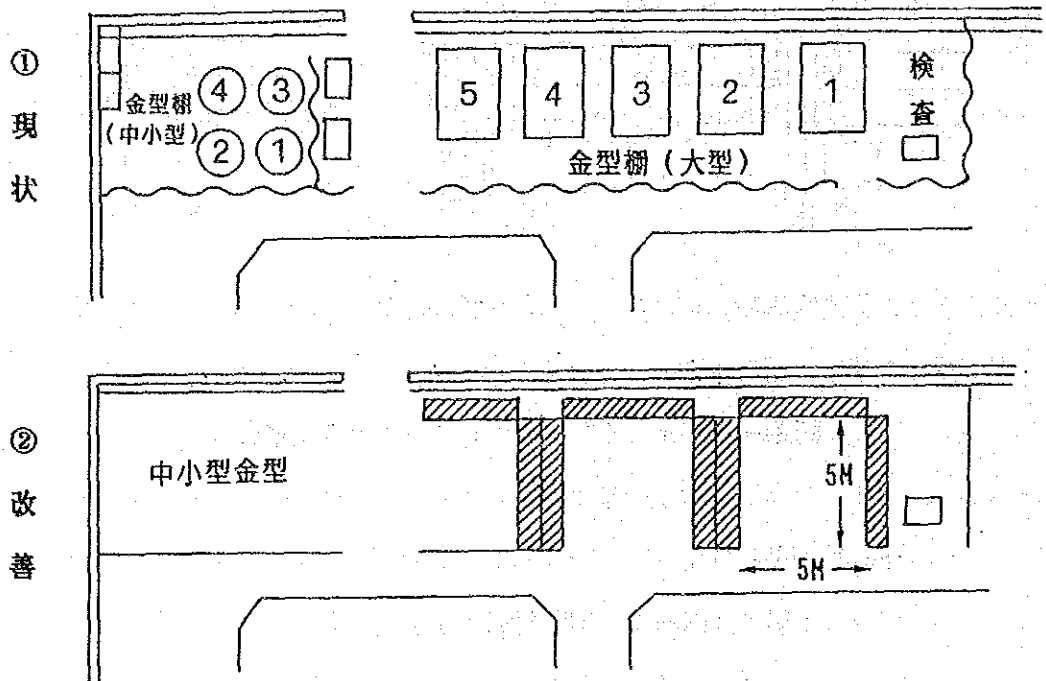 ①現状
金型棚
(中小型)
④ ③
② ①
5 4 3 2 1
金型棚(大型)
検査
②改善
中小型金型
5M
5M